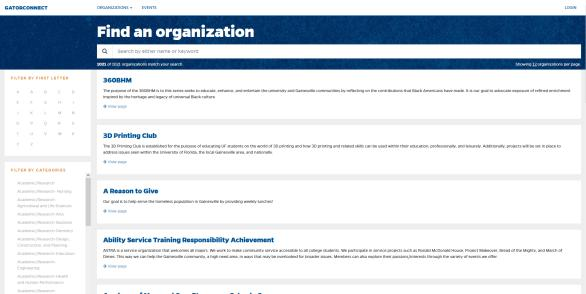 GATORCONNECT
ORGANIZATIONS EVENTS LOGIN
Find an organization
Search by either name or keyword
1021 of 1021 organizations match your search. Showing 12 organizations per page.
FILTER BY FIRST LETTER
A B C D
E F G H I
J K L M N
O P Q R S
T U V W X
Y Z
FILTER BY CATEGORIES
Academic/Research
Academic/Research- Nursing
Academic/Research-
Agricultural and Life Sciences
Academic/Research-Arts
Academic/Research-Business
Academic/Research-Dentistry
Academic/Research-Design,
Construction, and Planning
Academic/Research-Education
Academic/Research-
Engineering
Academic/Research-Health
and Human Performance
Academic/Research-
360BHM
The purpose of the 360BHM to this series seeks to educate, enhance, and entertain the university and Gainesville communities by reflecting on the contributions that Black Americans have made. It is our goal to advocate exposure of refined enrichment
inspired by the heritage and legacy of universal Black culture.
View page
3D Printing Club
The 3D Printing Club is established for the purpose of educating UF students on the world of 3D printing and how 3D printing and related skills can be used within their education, professionally, and leisurely. Additionally, projects will be set in place to
address issues seen within the University of Florida, the local Gainesville area, and nationally.
View page
A Reason to Give
Our goal is to help serve the homeless population in Gainesville by providing weekly lunches!
View page
Ability Service Training Responsibility Achievement
ASTRA is a service organization that welcomes all majors. We work to make community service accessible to all college students. We participate in service projects such as Ronald McDonald House, Project Makeover, Bread of the Mighty, and March of
Dimes. This way we can help the Gainesville community, a high need area, in ways that may be overlooked for broader issues. Members can also explore their passions/interests through the variety of events we offer.
View page